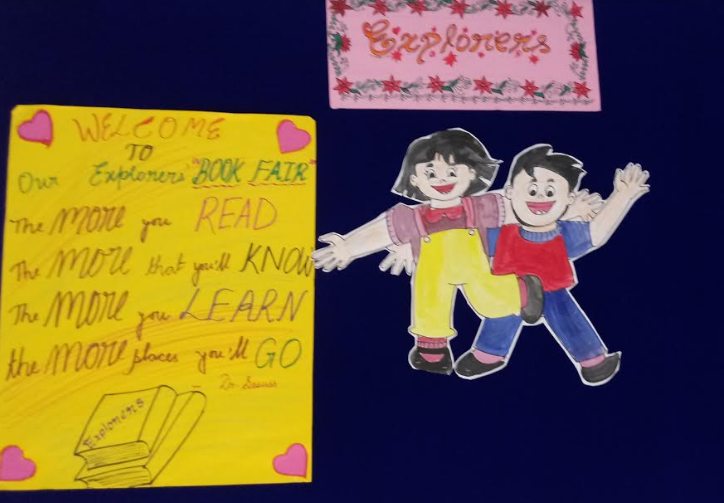 Explorers
WELCOME
TO
Our Explorers "BOOK FAIR"
The MORE you READ
The MORE that you'll KNOW
The MORE you LEARN
the MORE places you'll GO
- Dr. Seuss
Explorers